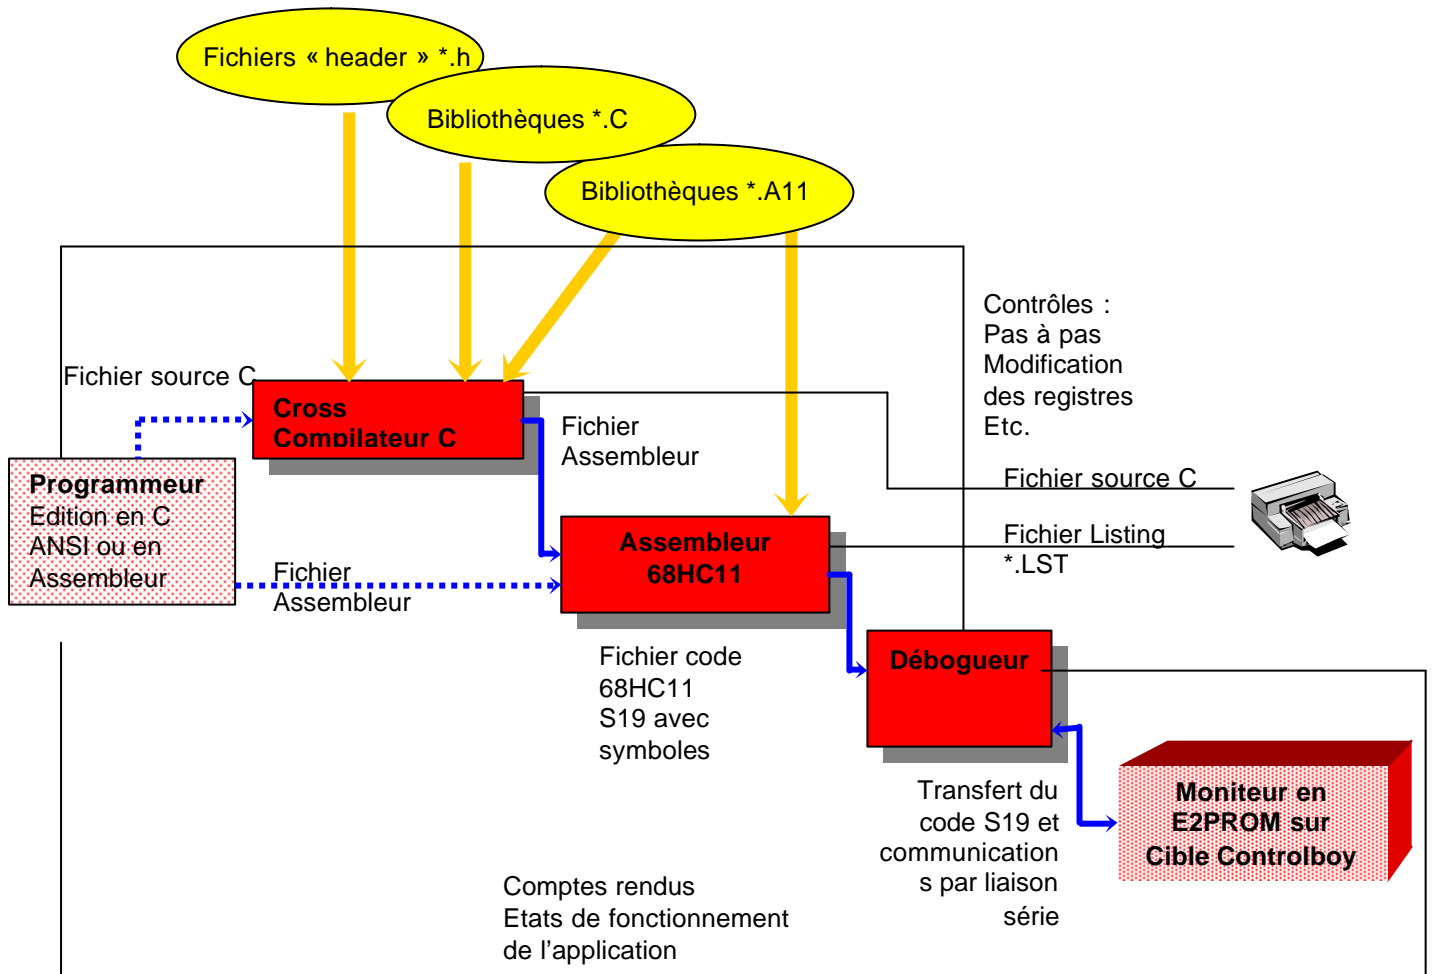 Fichiers « header » *.h
Bibliothèques *.C
Bibliothèques *.A11
Contrôles :
Pas à pas
Modification
des registres
Etc.
Fichier source C
Cross
Compilateur C
Fichier
Assembleur
Programmeur
Edition en C
ANSI ou en
Assembleur
Fichier
Assembleur
Fichier source C
Fichier Listing
*.LST
Assembleur
68HC11
Fichier code
68HC11
S19 avec
symboles
Débogueur
Transfert du
code S19 et
communication
s par liaison
série
Moniteur en
E2PROM sur
Cible Controlboy
Comptes rendus
Etats de fonctionnement
de l'application